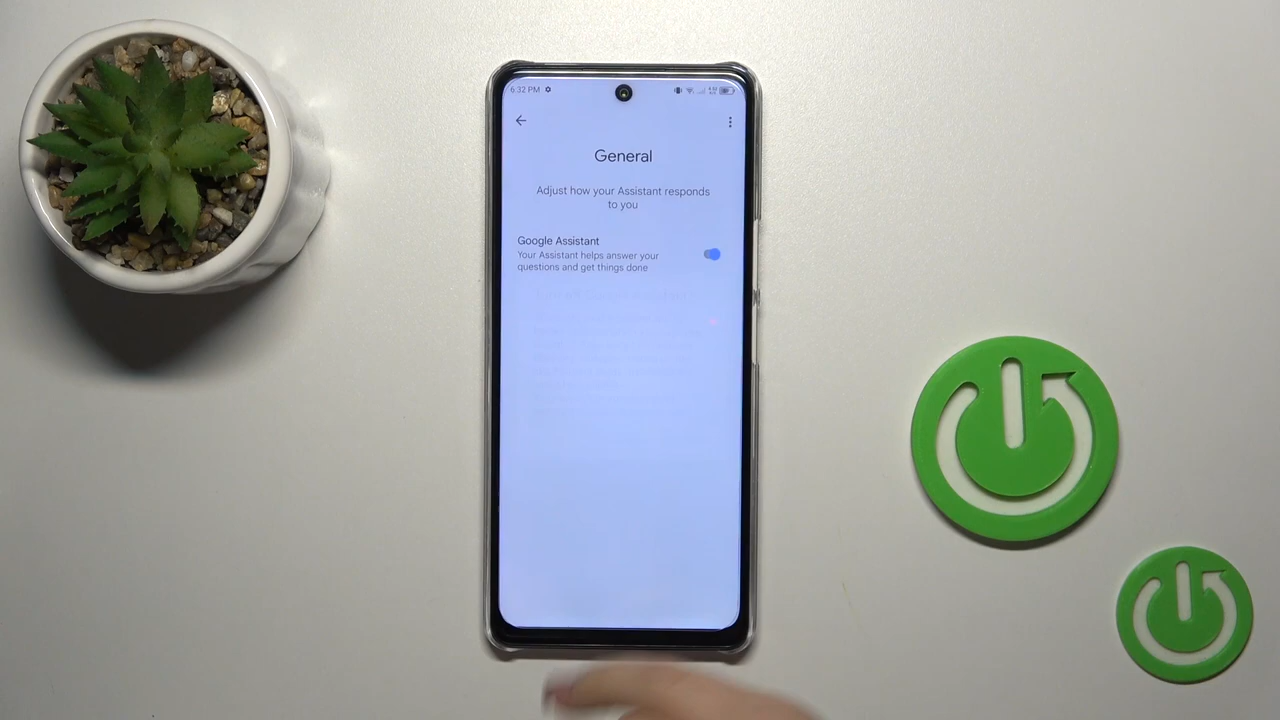 6:32 PM
General
Adjust how your Assistant responds
to you
Google Assistant
Your Assistant helps answer your
questions and get things done